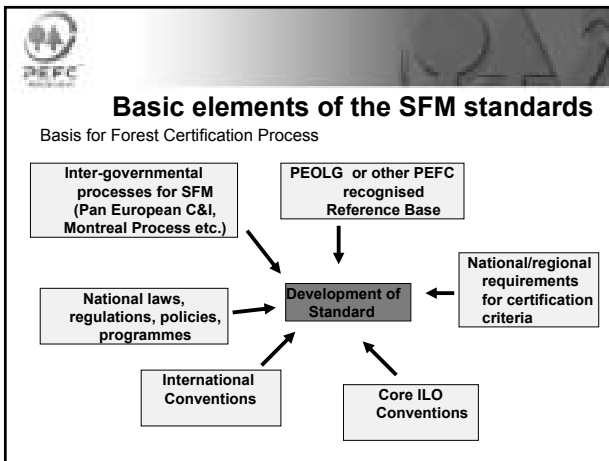 PEFC
Basic elements of the SFM standards
Basis for Forest Certification Process
Inter-governmental
processes for SFM
(Pan European C&I,
Montreal Process etc.)
PEOLG or other PEFC
recognised
Reference Base
National/regional
requirements
for certification
criteria
Development of
Standard
National laws,
regulations, policies,
programmes
International
Conventions
Core ILO
Conventions